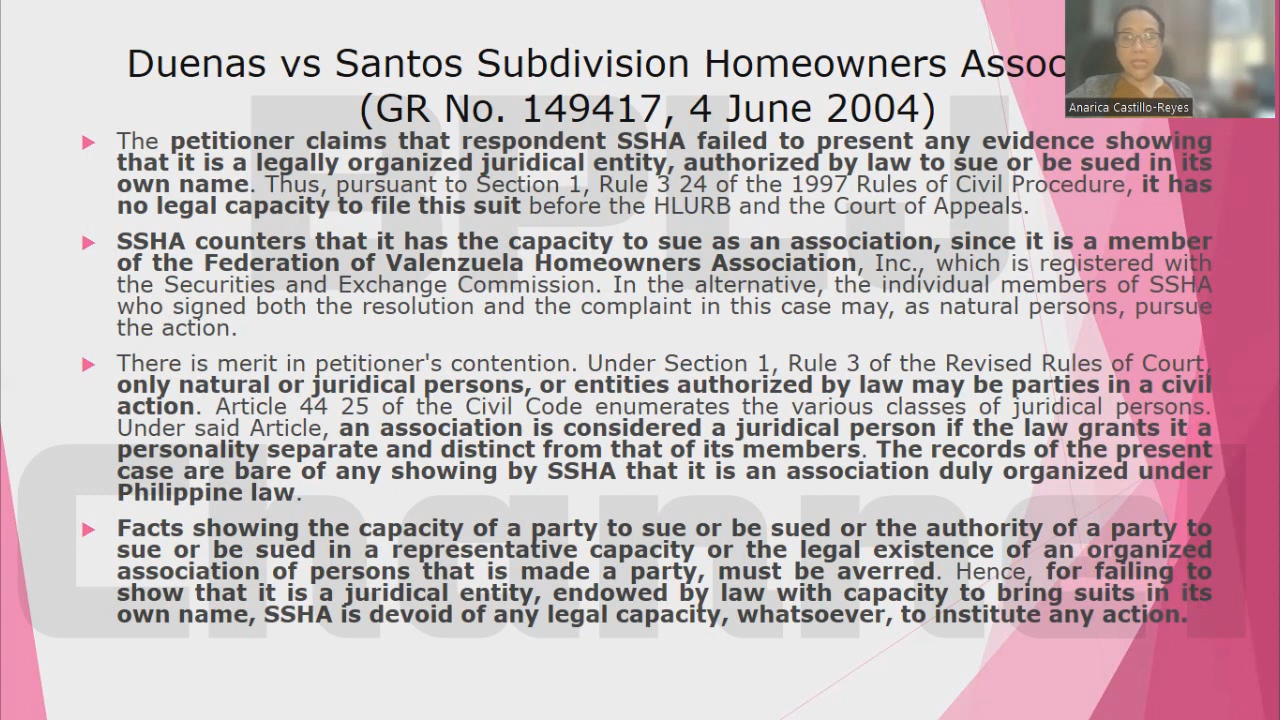 Duenas vs Santos Subdivision Homeowners Assoc
(GR No. 149417, 4 June 2004)
Anarica Castillo-Reyes
The petitioner claims that respondent SSHA failed to present any evidence showing
that it is a legally organized juridical entity, authorized by law to sue or be sued in its
own name. Thus, pursuant to Section 1, Rule 3 24 of the 1997 Rules of Civil Procedure, it has
no legal capacity to file this suit before the HLURB and the Court of Appeals.
SSHA counters that it has the capacity to sue as an association, since it is a member
of the Federation of Valenzuela Homeowners Association, Inc., which is registered with
the Securities and Exchange Commission. In the alternative, the individual members of SSHA
who signed both the resolution and the complaint in this case may, as natural persons, pursue
the action.
There is merit in petitioner's contention. Under Section 1, Rule 3 of the Revised Rules of Court,
only natural or juridical persons, or entities authorized by law may be parties in a civil
action. Article 44 25 of the Civil Code enumerates the various classes of juridical persons.
Under said Article, an association is considered a juridical person if the law grants it a
personality separate and distinct from that of its members. The records of the present
case are bare of any showing by SSHA that it is an association duly organized under
Philippine law.
Facts showing the capacity of a party to sue or be sued or the authority of a party to
sue or be sued in a representative capacity or the legal existence of an organized
association of persons that is made a party, must be averred. Hence, for failing to
show that it is a juridical entity, endowed by law with capacity to bring suits in its
own name, SSHA is devoid of any legal capacity, whatsoever, to institute any action.
Channel